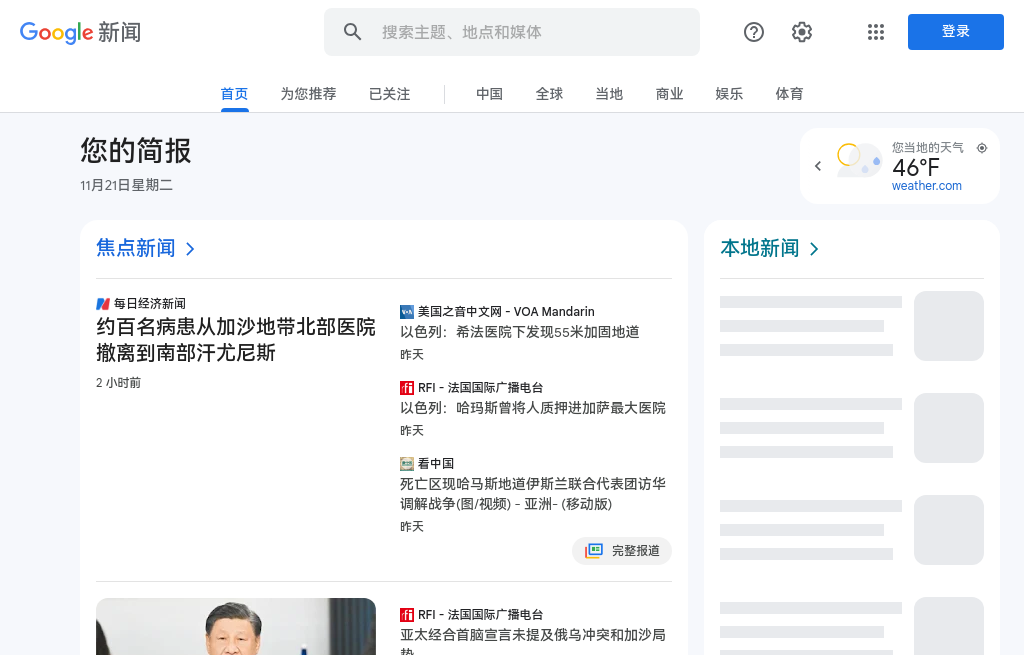 Google 新闻
搜索主题、地点和媒体
登录
首页
为您推荐
已关注
中国
全球
当地
商业
娱乐
体育
您的简报
11月21日星期二
您当地的天气
46°F
weather.com
焦点新闻
每日经济新闻
约百名病患从加沙地带北部医院
撤离到南部汗尤尼斯
2 小时前
美国之音中文网 - VOA Mandarin
以色列：希法医院下发现55米加固地道
昨天
RFI - 法国国际广播电台
以色列：哈玛斯曾将人质押进加萨最大医院
昨天
看中国
死亡区现哈马斯地道伊斯兰联合代表团访华
调解战争(图/视频) - 亚洲- (移动版)
昨天
完整报道
RFI - 法国国际广播电台
亚太经合首脑宣言未提及俄乌冲突和加沙局
势
本地新闻